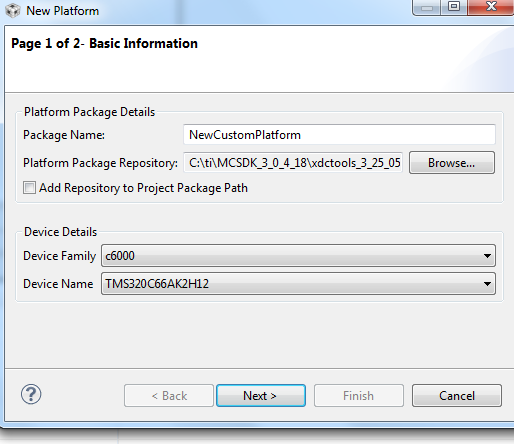 New Platform
Page 1 of 2- Basic Information
Platform Package Details
Package Name: NewCustomPlatform
Platform Package Repository: C:\ti\MCSDK_3_0_4_18\xdctools_3_25_05 Browse...
Add Repository to Project Package Path
Device Details
Device Family c6000
Device Name TMS320C66AK2H12
? < Back Next > Finish Cancel